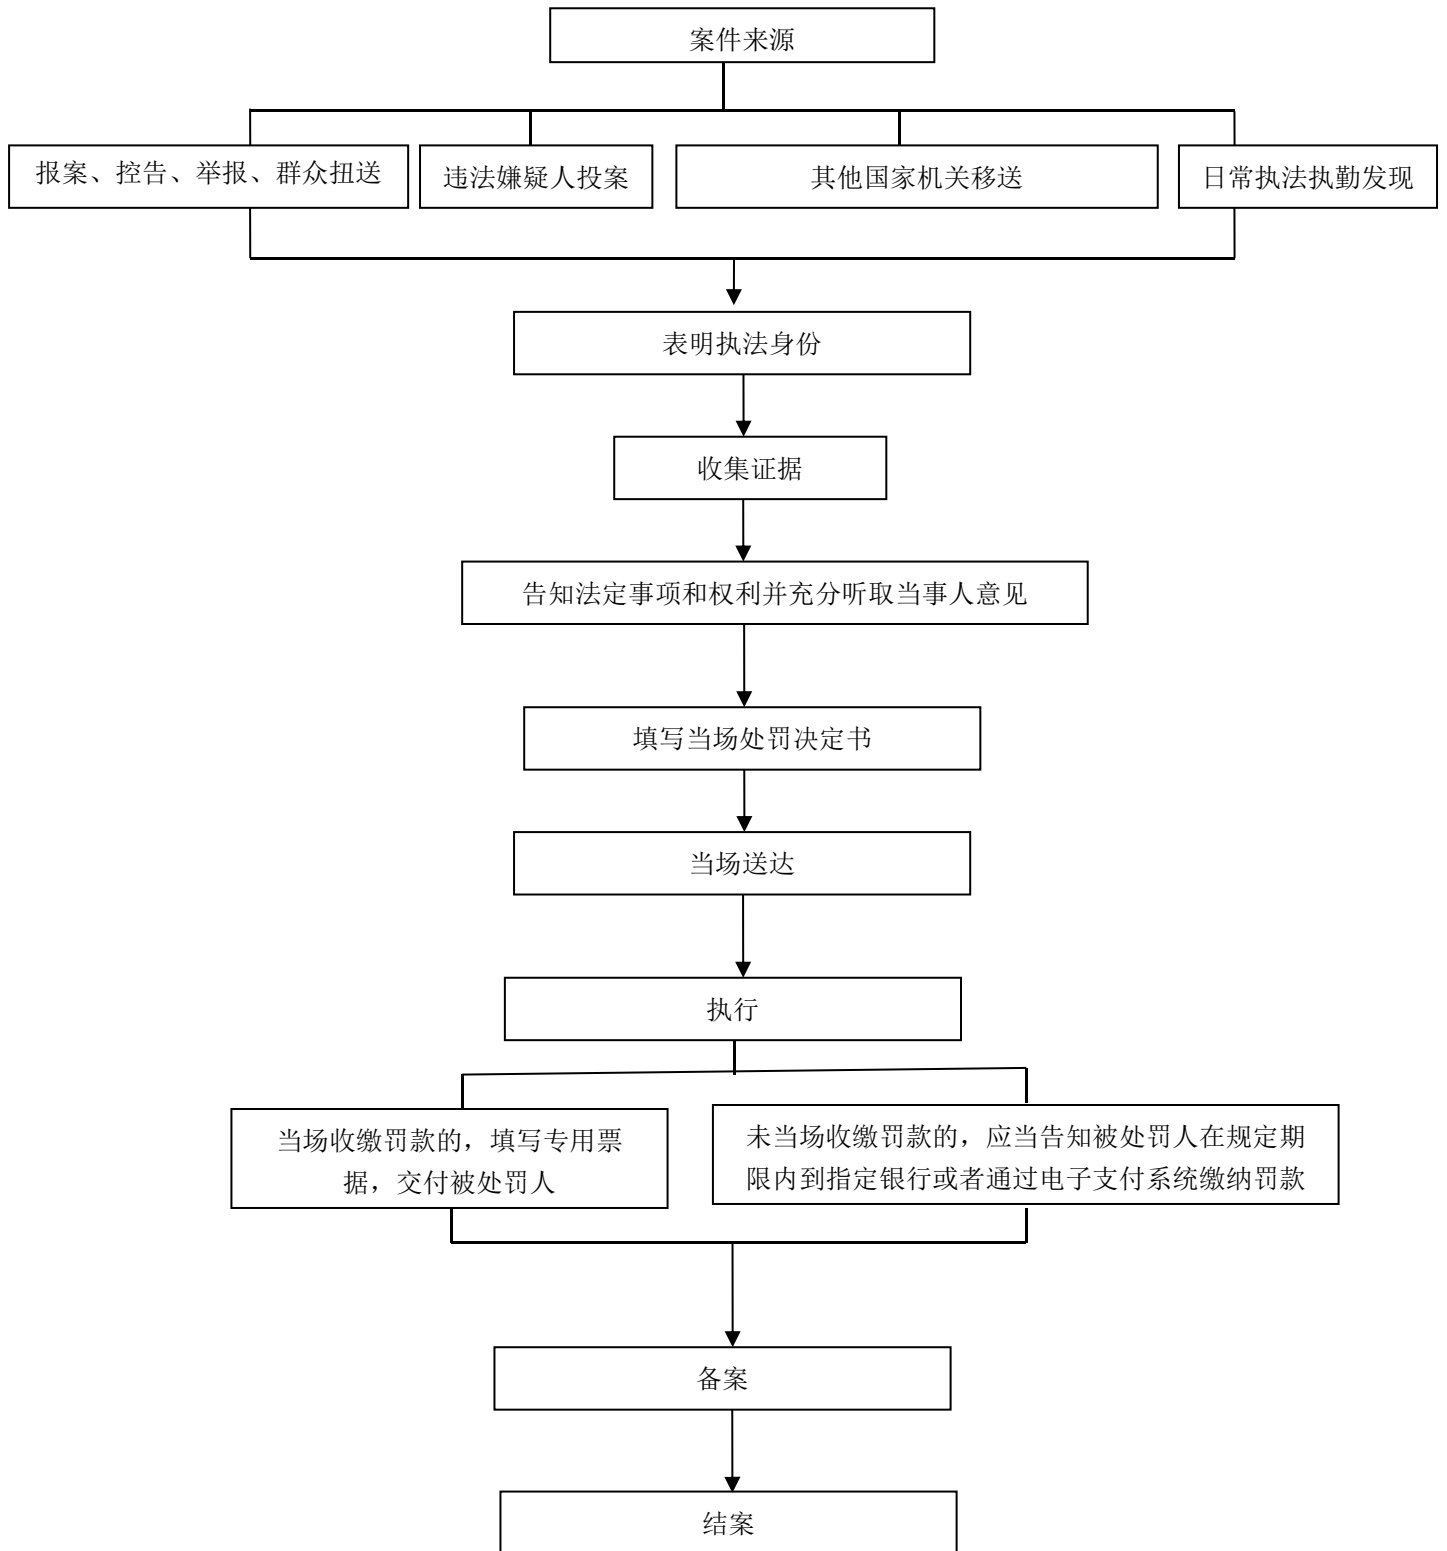 案件来源
报案、控告、举报、群众扭送
违法嫌疑人投案
其他国家机关移送
日常执法执勤发现
表明执法身份
收集证据
告知法定事项和权利并充分听取当事人意见
填写当场处罚决定书
当场送达
执行
当场收缴罚款的，填写专用票
据，交付被处罚人
未当场收缴罚款的，应当告知被处罚人在规定期
限内到指定银行或者通过电子支付系统缴纳罚款
备案
结案